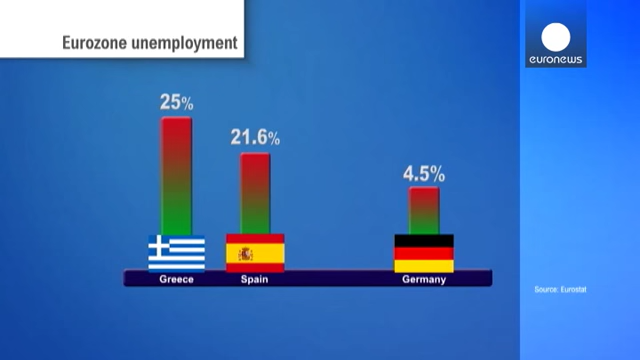 Eurozone unemployment
euronews
25%
21.6%
4.5%
Greece
Spain
Germany
Source: Eurostat